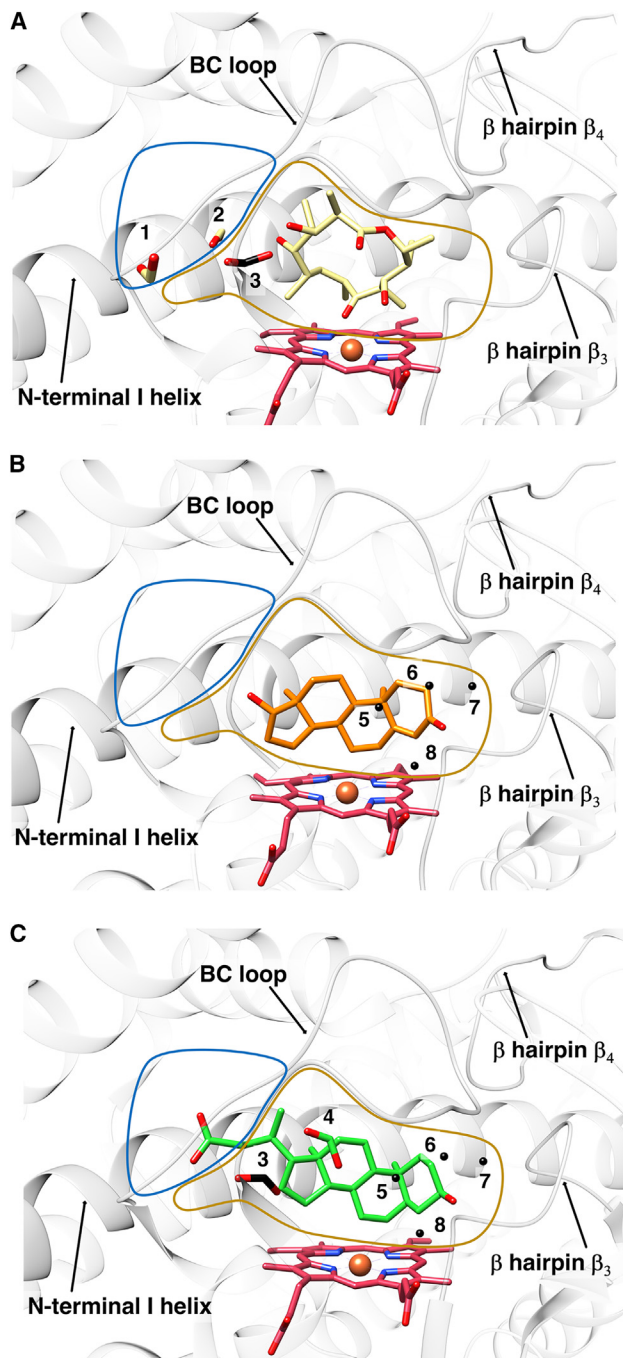 A
BC loop
β hairpin β4
1
2
3
β hairpin β3
N-terminal I helix
B
BC loop
β hairpin β4
6
5
7
8
β hairpin β3
N-terminal I helix
C
BC loop
β hairpin β4
4
3
6
5
7
8
β hairpin β3
N-terminal I helix